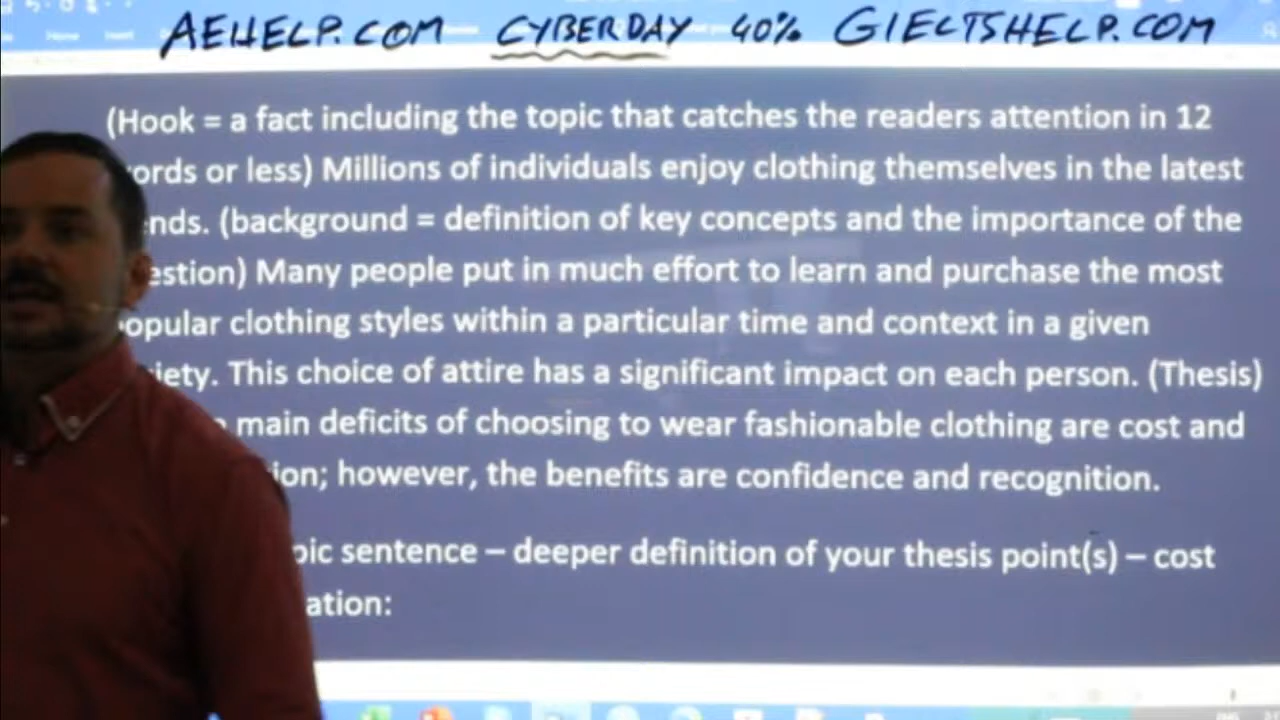 AEHELP.COM CYBERDAY 40% GIELTSHELP.COM
(Hook = a fact including the topic that catches the readers attention in 12
ords or less) Millions of individuals enjoy clothing themselves in the latest
nds. (background = definition of key concepts and the importance of the
estion) Many people put in much effort to learn and purchase the most
opular clothing styles within a particular time and context in a given
iety. This choice of attire has a significant impact on each person. (Thesis)
main deficits of choosing to wear fashionable clothing are cost and
ion; however, the benefits are confidence and recognition.
pic sentence – deeper definition of your thesis point(s) – cost
ation: